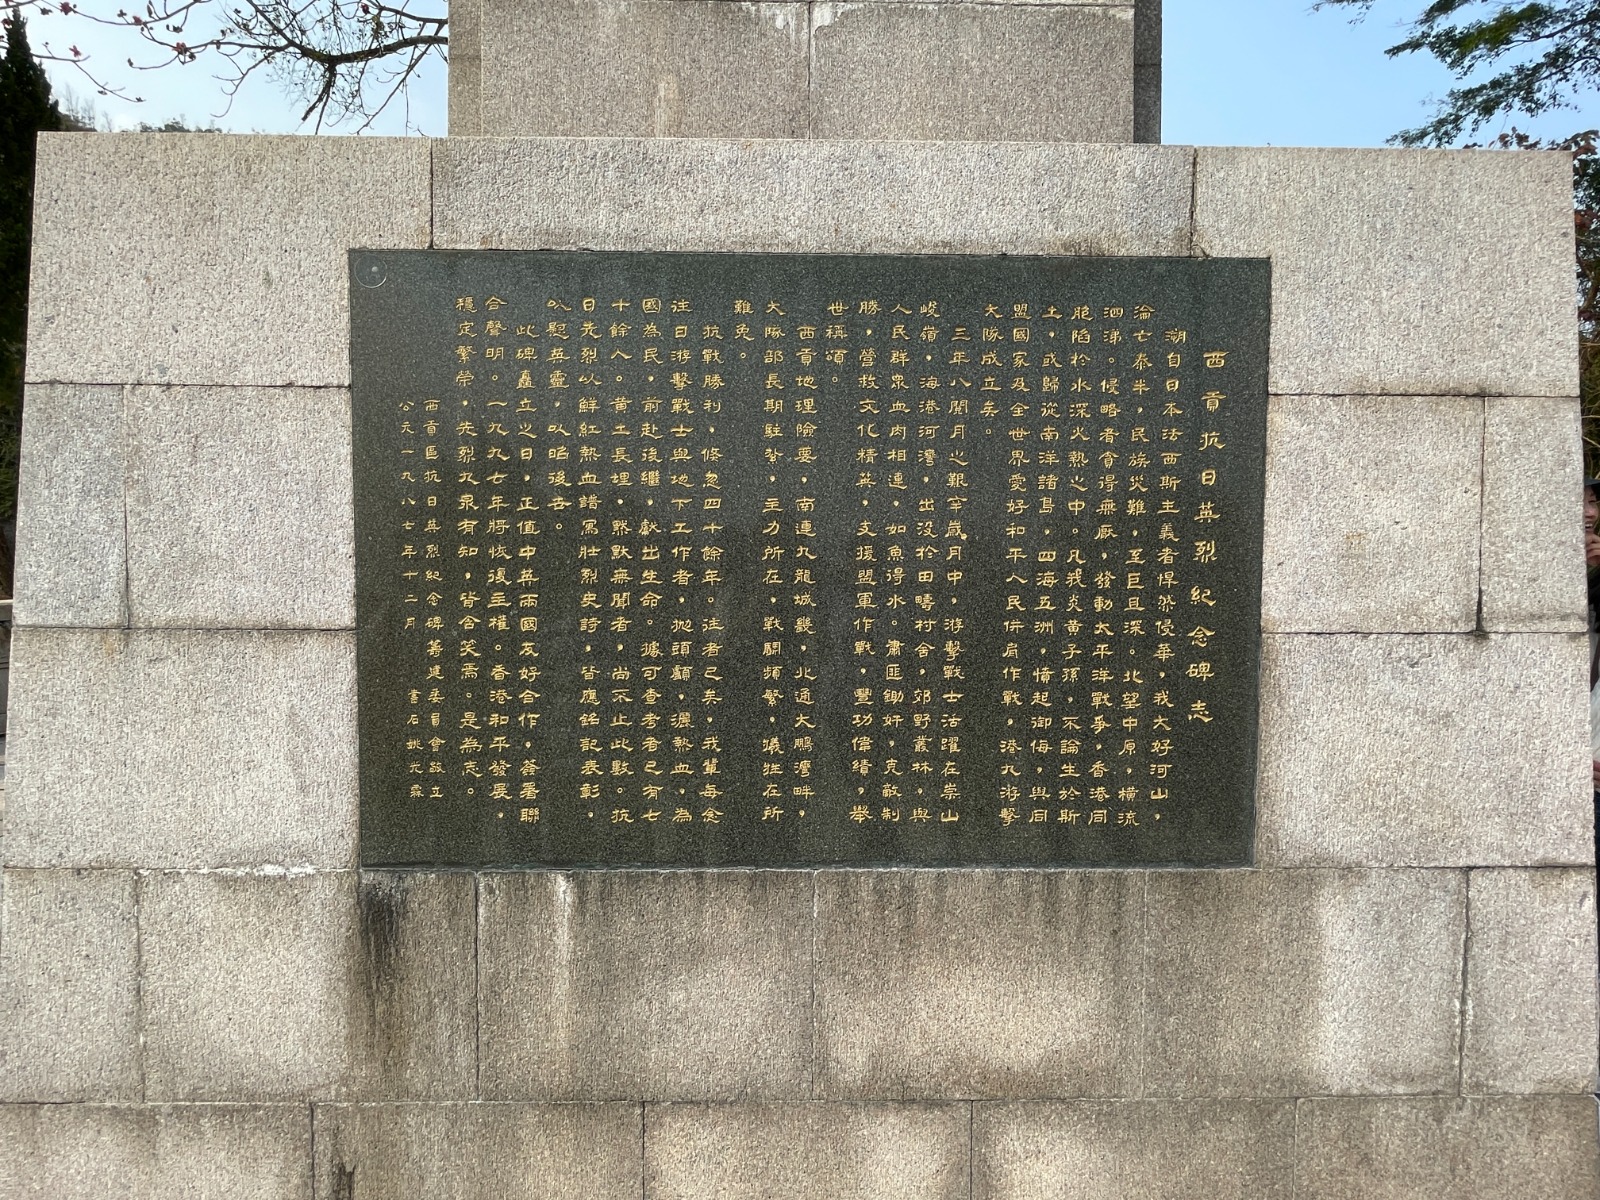 西貢抗日英烈紀念碑志
溯自日本法西斯主義者悍然侵華，我大好河山，
淪亡泰半，民族災難，至巨且深。北望中原，橫流
泗涕。侵略者貪得無厭，發動太平洋戰爭，香港同
胞陷於水深火熱之中。凡我炎黃子孫，不論生於斯
土，或歸從南洋諸島，四海五洲，憤起御侮，與同
盟國家及全世界愛好和平人民併肩作戰，港九游擊
大隊成立矣。
三年八閱月之艱辛歲月中，游擊戰士活躍在崇山
峻嶺，海港河灣，出沒於田疇村舍，郊野叢林，與
人民群衆血肉相連，如魚得水。肅匪鋤奸，克敵制
勝，營救文化精英，支援盟軍作戰，豐功偉績，舉
世稱頌。
西貢地理險要，南連九龍城畿，北通大鵬灣畔，
大隊部長期駐紮，主力所在，戰鬭頻繁，犧牲在所
難免。
抗戰勝利，倏忽四十餘年。往者已矣，我輩每念
往日游擊戰士與地下工作者，拋頭顱，灑熱血，為
國為民，前赴後繼，獻出生命。據可查考者已有七
十餘人。黃土長埋，默默無聞者，尚不止此數。抗
日先烈以鮮紅熱血譜寫壯烈史詩，皆應銘記表彰，
以慰英靈，以昭後世。
此碑矗立之日，正值中英兩國友好合作，簽署聯
合聲明。一九九七年將恢復主權。香港和平發展，
穩定繁榮，先烈九泉有知，皆含笑焉。是為志。
西貢區抗日英烈紀念碑籌建委員會敬立
公元一九八七年十二月　書石姚光霖